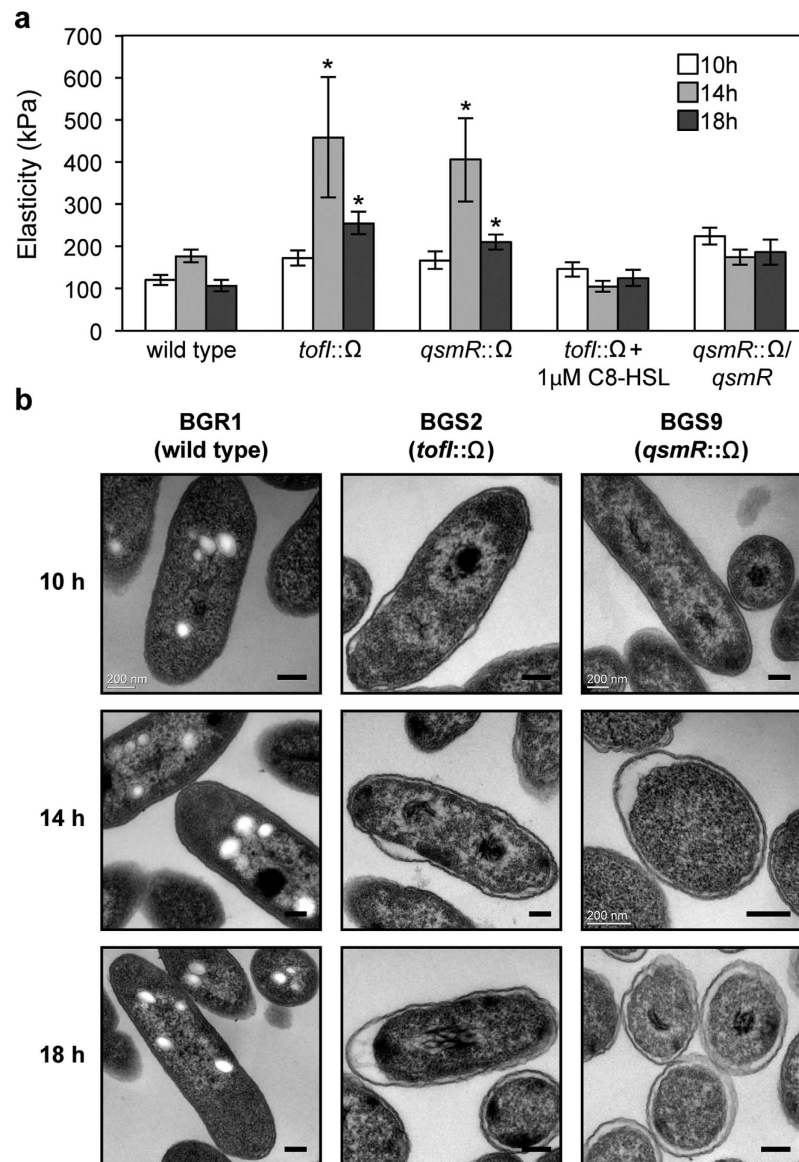 a
700
600
500
400
300
200
100
0
Elasticity (kPa)
10h
14h
18h
*
*
*
*
wild type
tofI::Ω
qsmR::Ω
tofI::Ω +
1μM C8-HSL
qsmR::Ω/
qsmR
b
BGR1
(wild type)
BGS2
(tofI::Ω)
BGS9
(qsmR::Ω)
10 h
200 nm
200 nm
14 h
200 nm
18 h